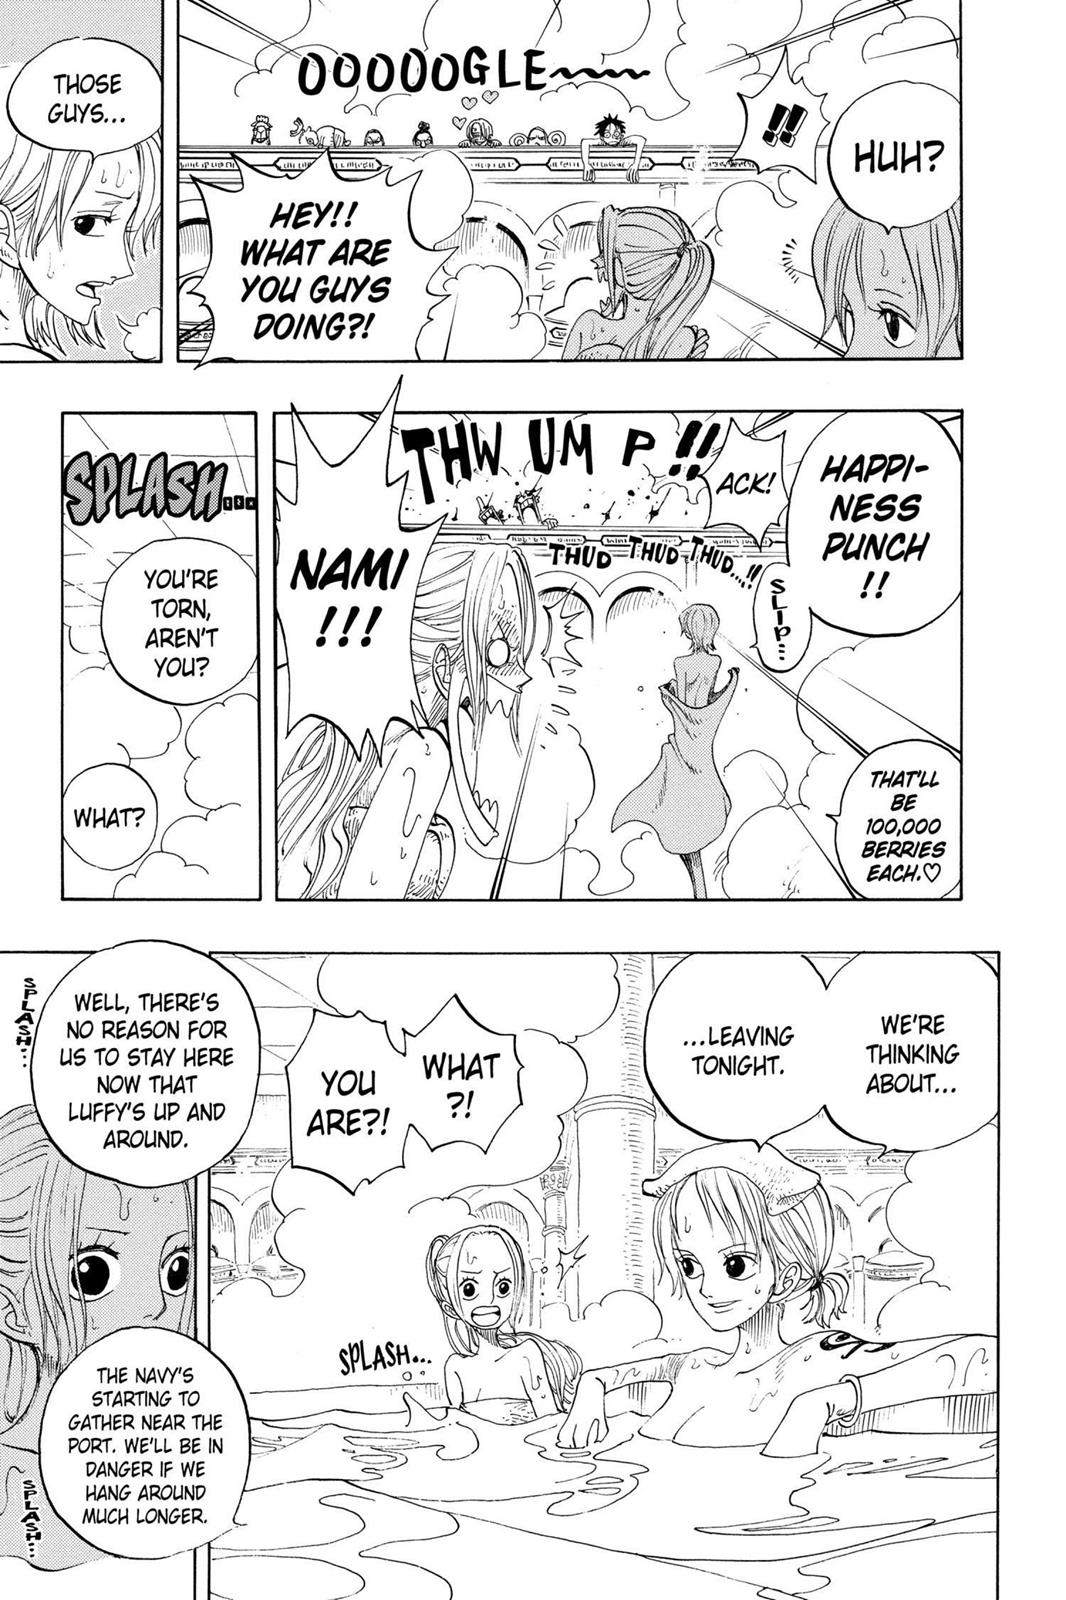 HUH?
!!
OOOOOGLE
HEY!!
WHAT ARE
YOU GUYS
DOING?!
THOSE
GUYS...
HAPPI-
NESS
PUNCH
!!
SLIP...
ACK!
THWUMP!!
THUD THUD THUD...!!
NAMI
!!!
THAT'LL
BE
100,000
BERRIES
EACH.♡
SPLASH...
YOU'RE
TORN,
AREN'T
YOU?
WHAT?
WE'RE
THINKING
ABOUT...
...LEAVING
TONIGHT.
WHAT
?!
YOU
ARE?!
SPLASH...
SPLASH...
WELL, THERE'S
NO REASON FOR
US TO STAY HERE
NOW THAT
LUFFY'S UP AND
AROUND.
THE NAVY'S
STARTING TO
GATHER NEAR THE
PORT. WE'LL BE IN
DANGER IF WE
HANG AROUND
MUCH LONGER.
SPLASH...